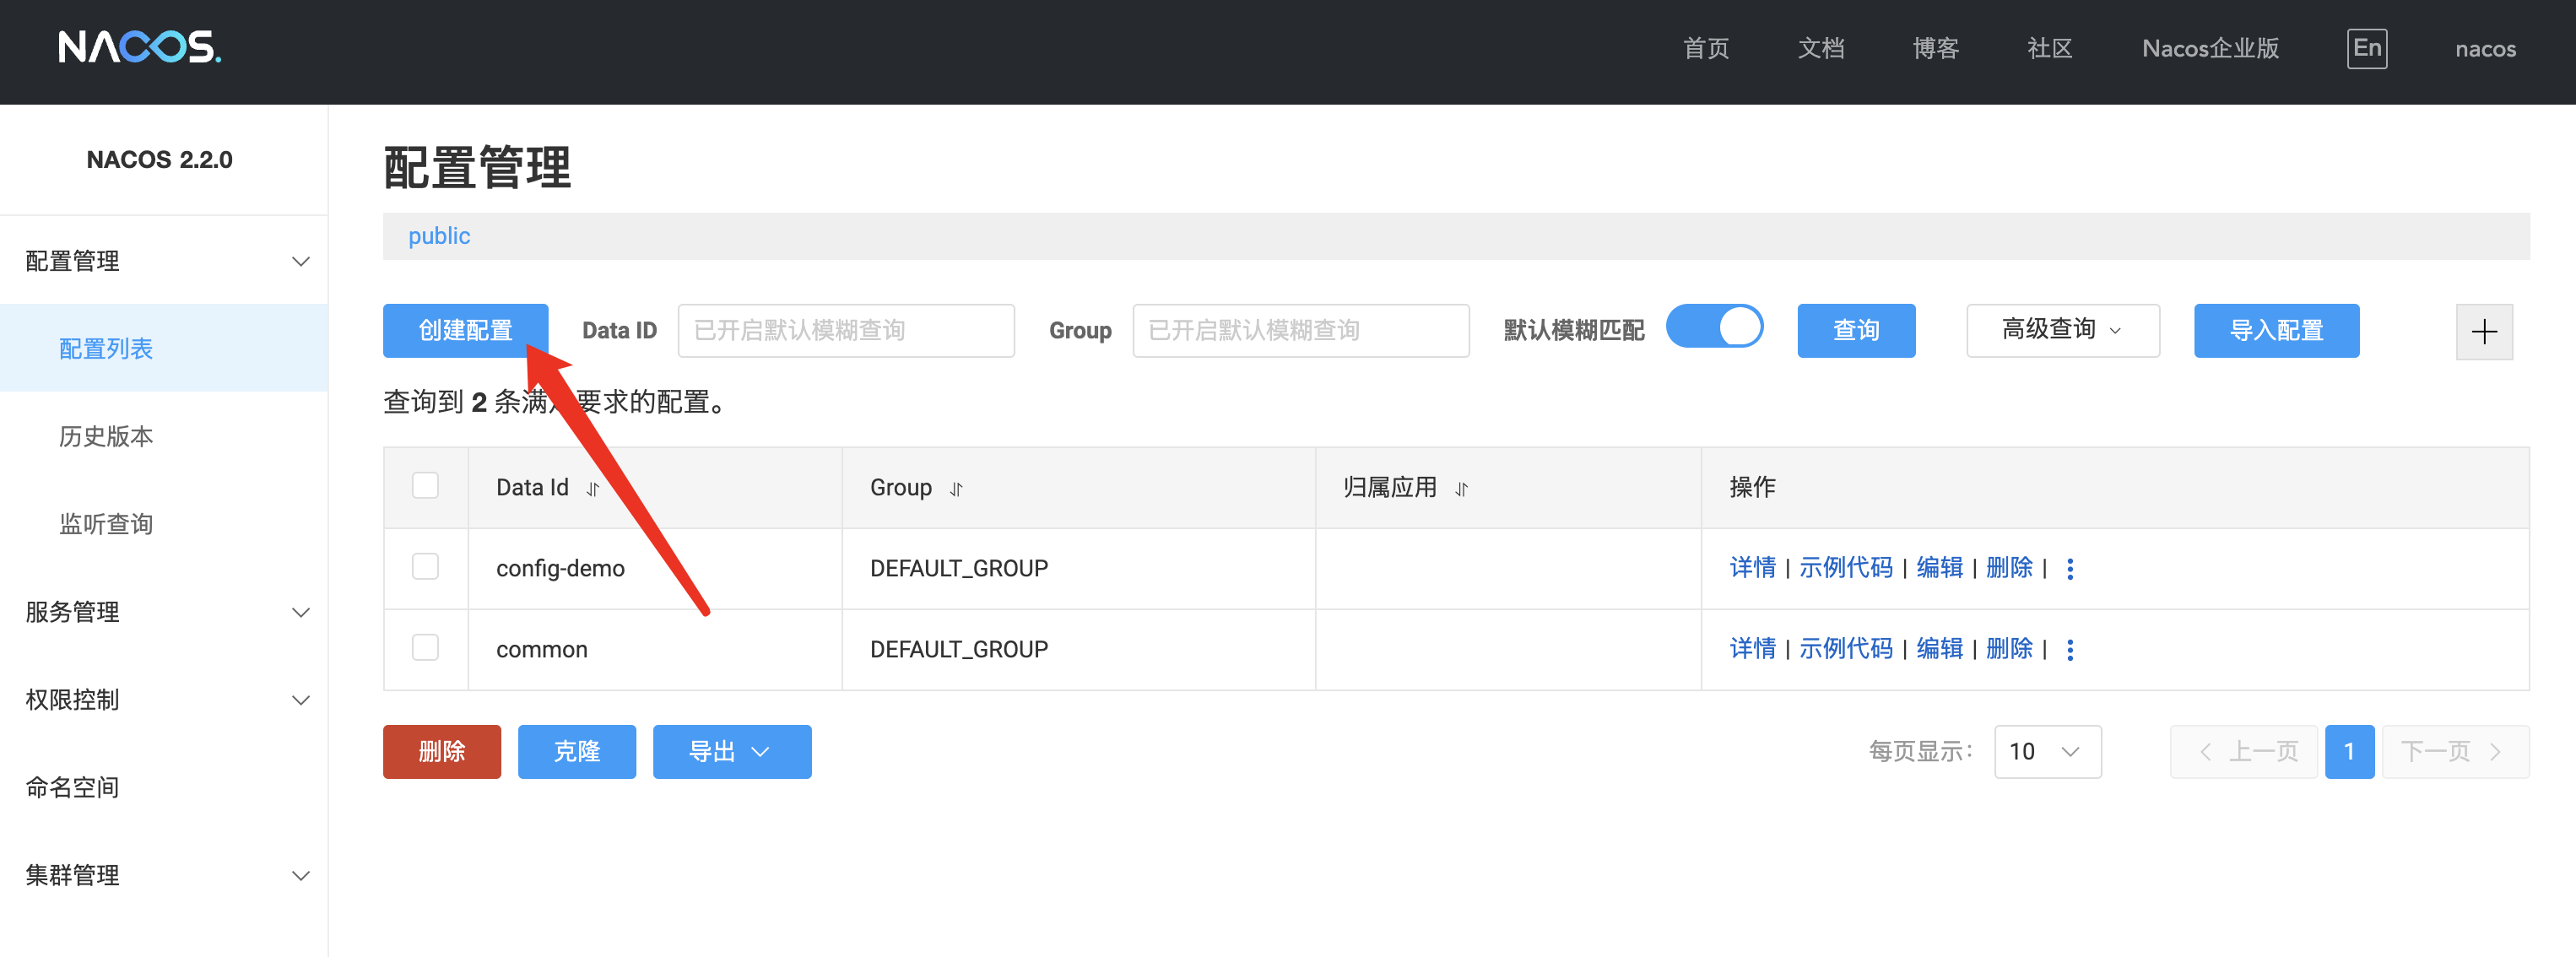 NACOS.
首页 文档 博客 社区 Nacos企业版 En nacos
NACOS 2.2.0
配置管理
配置列表
历史版本
监听查询
服务管理
权限控制
命名空间
集群管理
配置管理
public
创建配置 Data ID 已开启默认模糊查询 Group 已开启默认模糊查询 默认模糊匹配 查询 高级查询 导入配置
查询到 2 条满足要求的配置。
Data Id Group 归属应用 操作
config-demo DEFAULT_GROUP 详情 | 示例代码 | 编辑 | 删除 |
common DEFAULT_GROUP 详情 | 示例代码 | 编辑 | 删除 |
删除 克隆 导出 每页显示: 10 上一页 1 下一页